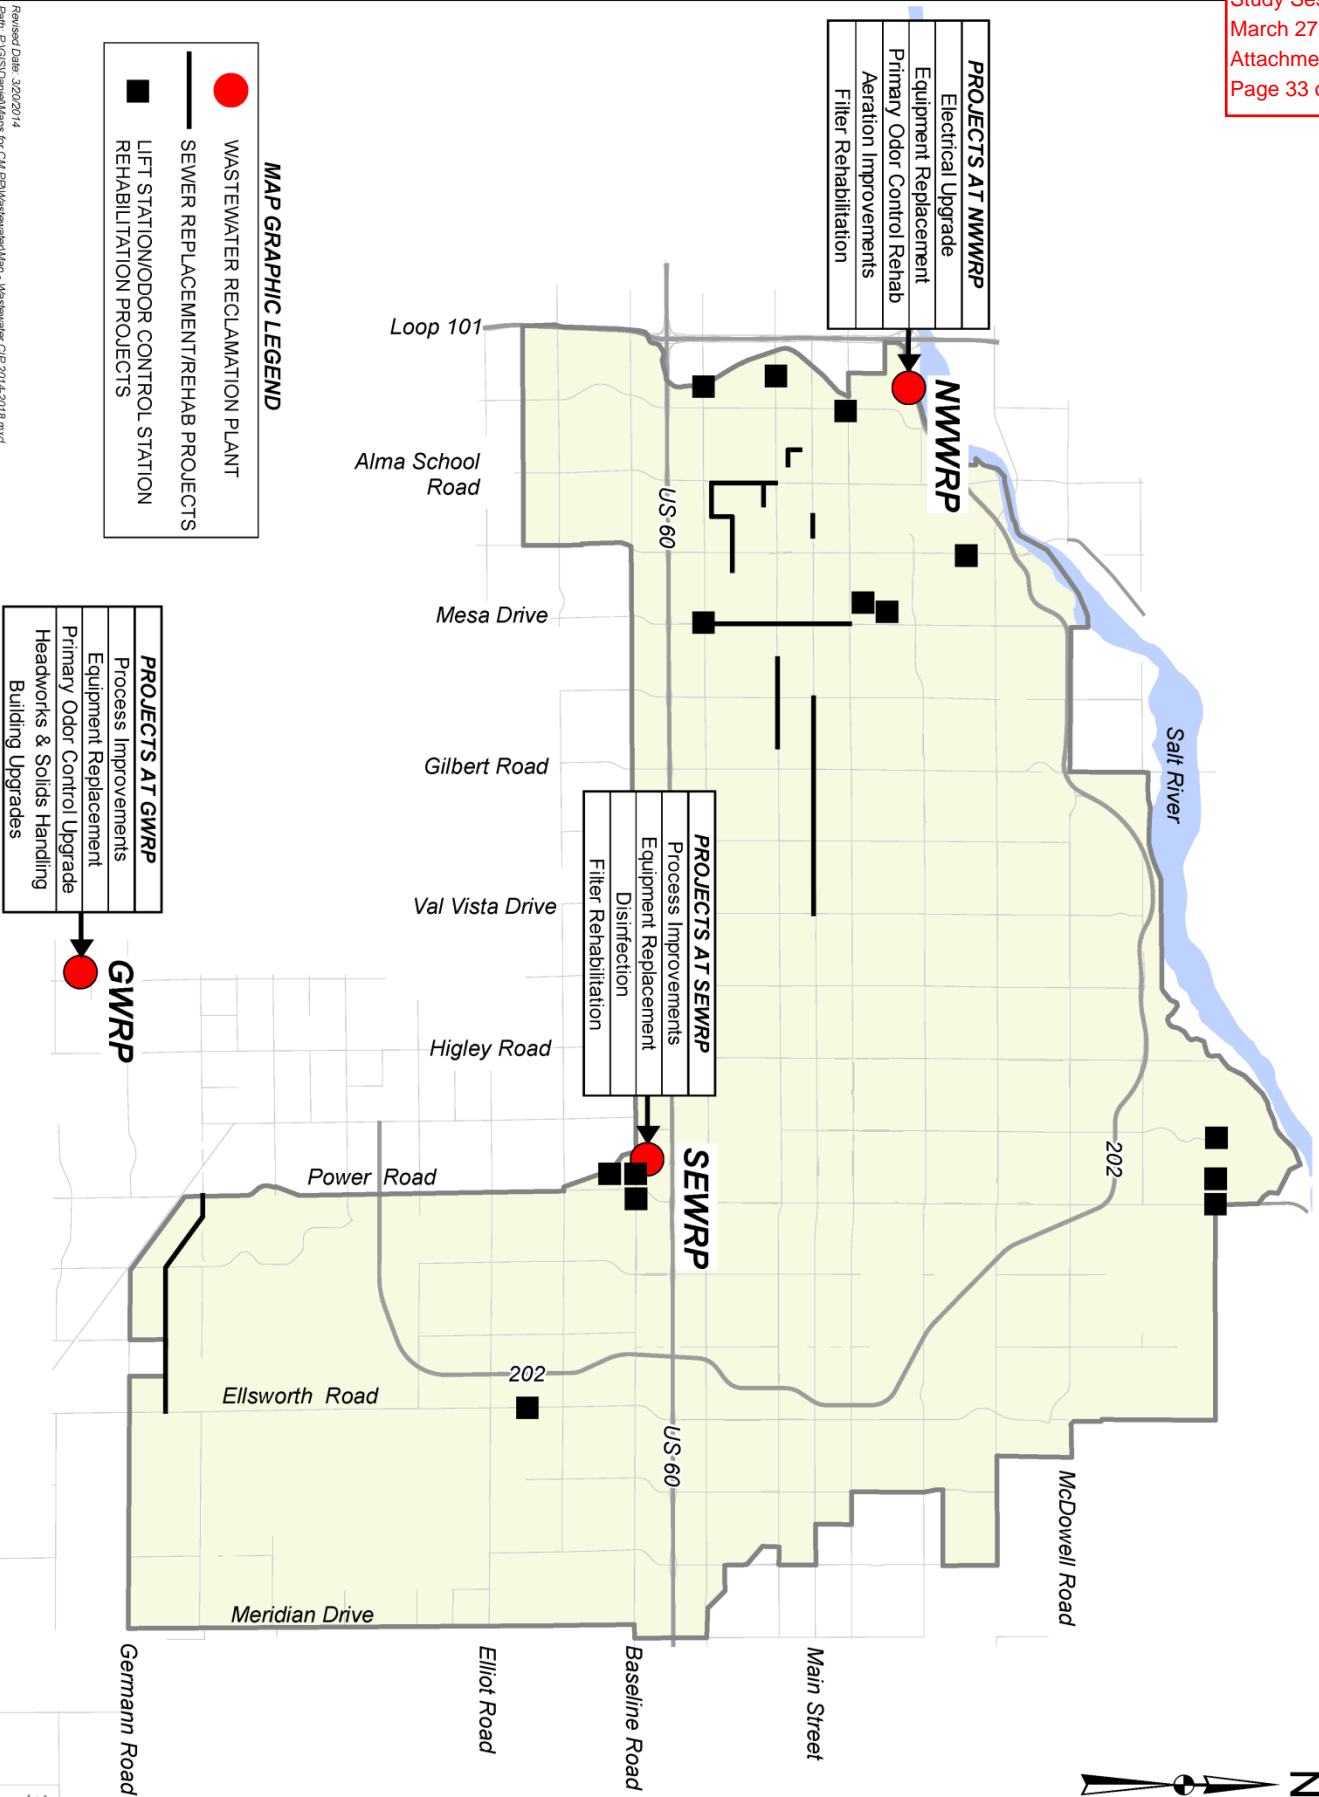 Study Ses
March 27
Attachme
Page 33 o
PROJECTS AT NWWRP
Electrical Upgrade
Equipment Replacement
Primary Odor Control Rehab
Aeration Improvements
Filter Rehabilitation
NWWRP
Salt River
202
McDowell Road
N
Main Street
PROJECTS AT SEWRP
Process Improvements
Equipment Replacement
Disinfection
Filter Rehabilitation
SEWRP
US-60
US-60
Baseline Road
202
Elliot Road
Germann Road
Loop 101
Alma School
Road
Mesa Drive
Gilbert Road
Val Vista Drive
Higley Road
Power Road
Ellsworth Road
Meridian Drive
MAP GRAPHIC LEGEND
WASTEWATER RECLAMATION PLANT
SEWER REPLACEMENT/REHAB PROJECTS
LIFT STATION/ODOR CONTROL STATION
REHABILITATION PROJECTS
PROJECTS AT GWRP
Process Improvements
Equipment Replacement
Primary Odor Control Upgrade
Headworks & Solids Handling
Building Upgrades
GWRP
Revised Date: 3/20/2014